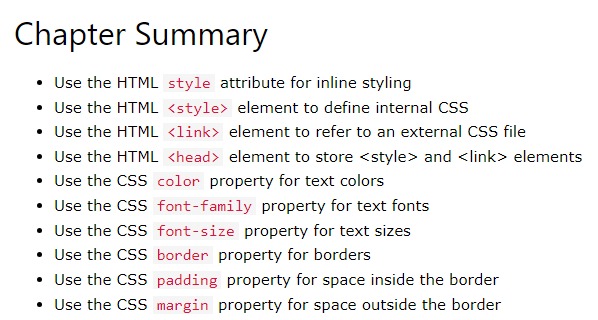 Chapter Summary
Use the HTML style attribute for inline styling
Use the HTML <style> element to define internal CSS
Use the HTML <link> element to refer to an external CSS file
Use the HTML <head> element to store <style> and <link> elements
Use the CSS color property for text colors
Use the CSS font-family property for text fonts
Use the CSS font-size property for text sizes
Use the CSS border property for borders
Use the CSS padding property for space inside the border
Use the CSS margin property for space outside the border